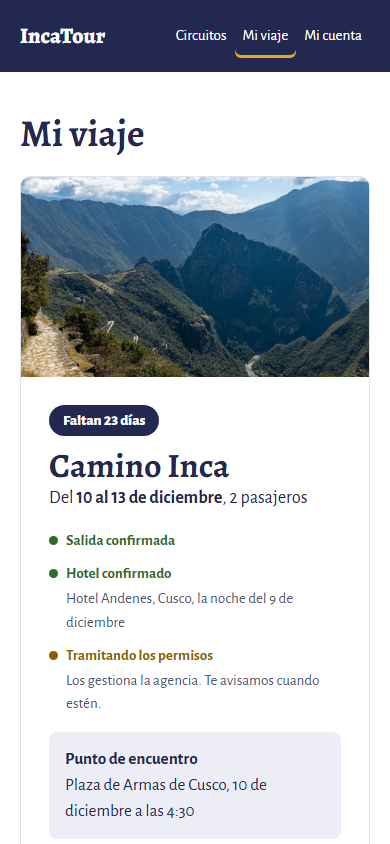 IncaTour
Circuitos
Mi viaje
Mi cuenta
Mi viaje
Faltan 23 días
Camino Inca
Del 10 al 13 de diciembre, 2 pasajeros
Salida confirmada
Hotel confirmado
Hotel Andenes, Cusco, la noche del 9 de
diciembre
Tramitando los permisos
Los gestiona la agencia. Te avisamos cuando
estén.
Punto de encuentro
Plaza de Armas de Cusco, 10 de
diciembre a las 4:30